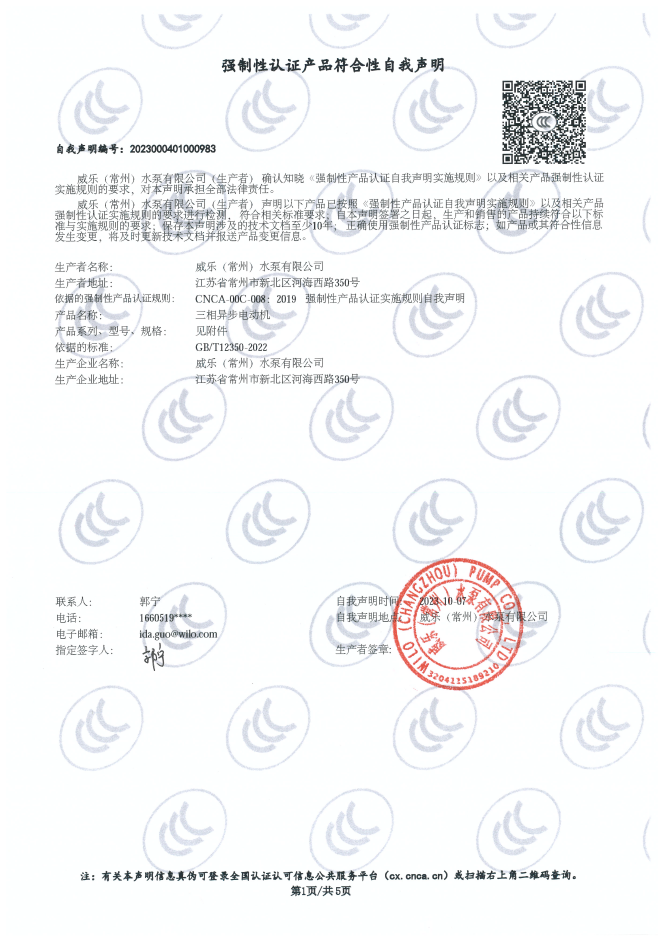 强制性认证产品符合性自我声明
自我声明编号：2023000401000983
威乐（常州）水泵有限公司（生产者） 确认知晓《强制性产品认证自我声明实施规则》以及相关产品强制性认证
实施规则的要求，对本声明承担全部法律责任。
威乐（常州）水泵有限公司（生产者） 声明以下产品已按照《强制性产品认证自我声明实施规则》以及相关产品
强制性认证实施规则的要求进行检测，符合相关标准要求；自本声明签署之日起，生产和销售的产品持续符合以下标
准与实施规则的要求；保存本声明涉及的技术文档至少10年； 正确使用强制性产品认证标志；如产品或其符合性信息
发生变更，将及时更新技术文档并报送产品变更信息。
生产者名称： 威乐（常州）水泵有限公司
生产者地址： 江苏省常州市新北区河海西路350号
依据的强制性产品认证规则： CNCA-00C-008：2019 强制性产品认证实施规则自我声明
产品名称： 三相异步电动机
产品系列、型号、规格： 见附件
依据的标准： GB/T12350-2022
生产企业名称： 威乐（常州）水泵有限公司
生产企业地址： 江苏省常州市新北区河海西路350号
联系人： 郭宁 自我声明时间： 2023-10-07
电话： 1660519**** 自我声明地点： 威乐（常州）水泵有限公司
电子邮箱： ida.guo@wilo.com
指定签字人： 郭宁 生产者签章：
WILO (CHANGZHOU) PUMP CO., LTD
威乐（常州）水泵有限公司
3204115189210
注：有关本声明信息真伪可登录全国认证认可信息公共服务平台（cx.cnca.cn）或扫描右上角二维码查询。
第1页/共5页